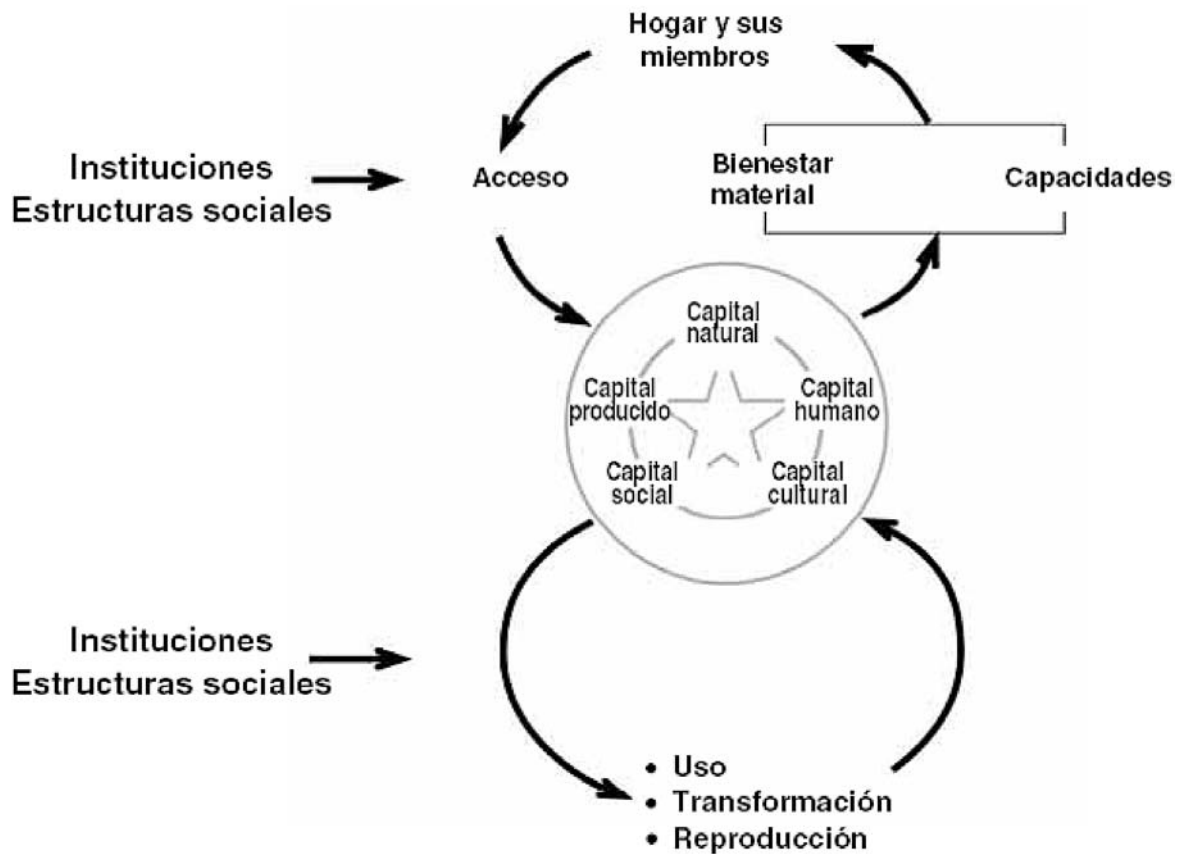 Hogar y sus
miembros
Instituciones
Estructuras sociales
Acceso
Bienestar
material
Capacidades
Capital
natural
Capital
producido
Capital
humano
Capital
social
Capital
cultural
Instituciones
Estructuras sociales
• Uso
• Transformación
• Reproducción